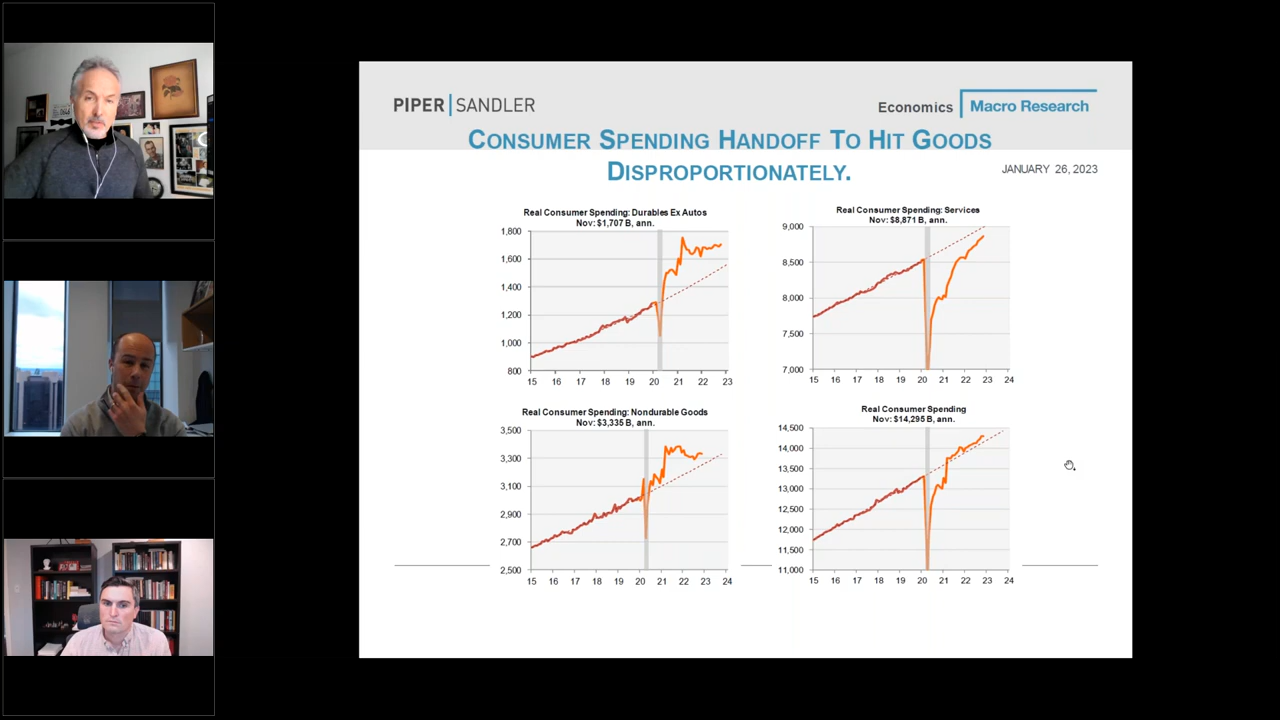 PIPER|SANDLER
Economics
Macro Research
CONSUMER SPENDING HANDOFF TO HIT GOODS
DISPROPORTIONATELY.
JANUARY 26, 2023
Real Consumer Spending: Durables Ex Autos
Nov: $1,707 B, ann.
1,800
1,600
1,400
1,200
1,000
800
15 16 17 18 19 20 21 22 23
Real Consumer Spending: Services
Nov: $8,871 B, ann.
9,000
8,500
8,000
7,500
7,000
15 16 17 18 19 20 21 22 23 24
Real Consumer Spending: Nondurable Goods
Nov: $3,335 B, ann.
3,500
3,300
3,100
2,900
2,700
2,500
15 16 17 18 19 20 21 22 23 24
Real Consumer Spending
Nov: $14,295 B, ann.
14,500
14,000
13,500
13,000
12,500
12,000
11,500
11,000
15 16 17 18 19 20 21 22 23 24